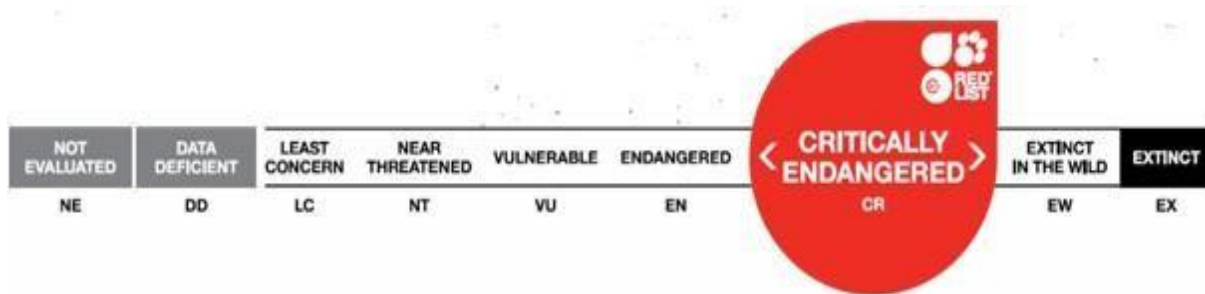 RED
LIST
NOT
EVALUATED
DATA
DEFICIENT
LEAST
CONCERN
NEAR
THREATENED
VULNERABLE
ENDANGERED
< CRITICALLY
ENDANGERED >
EXTINCT
IN THE WILD
EXTINCT
NE
DD
LC
NT
VU
EN
CR
EW
EX